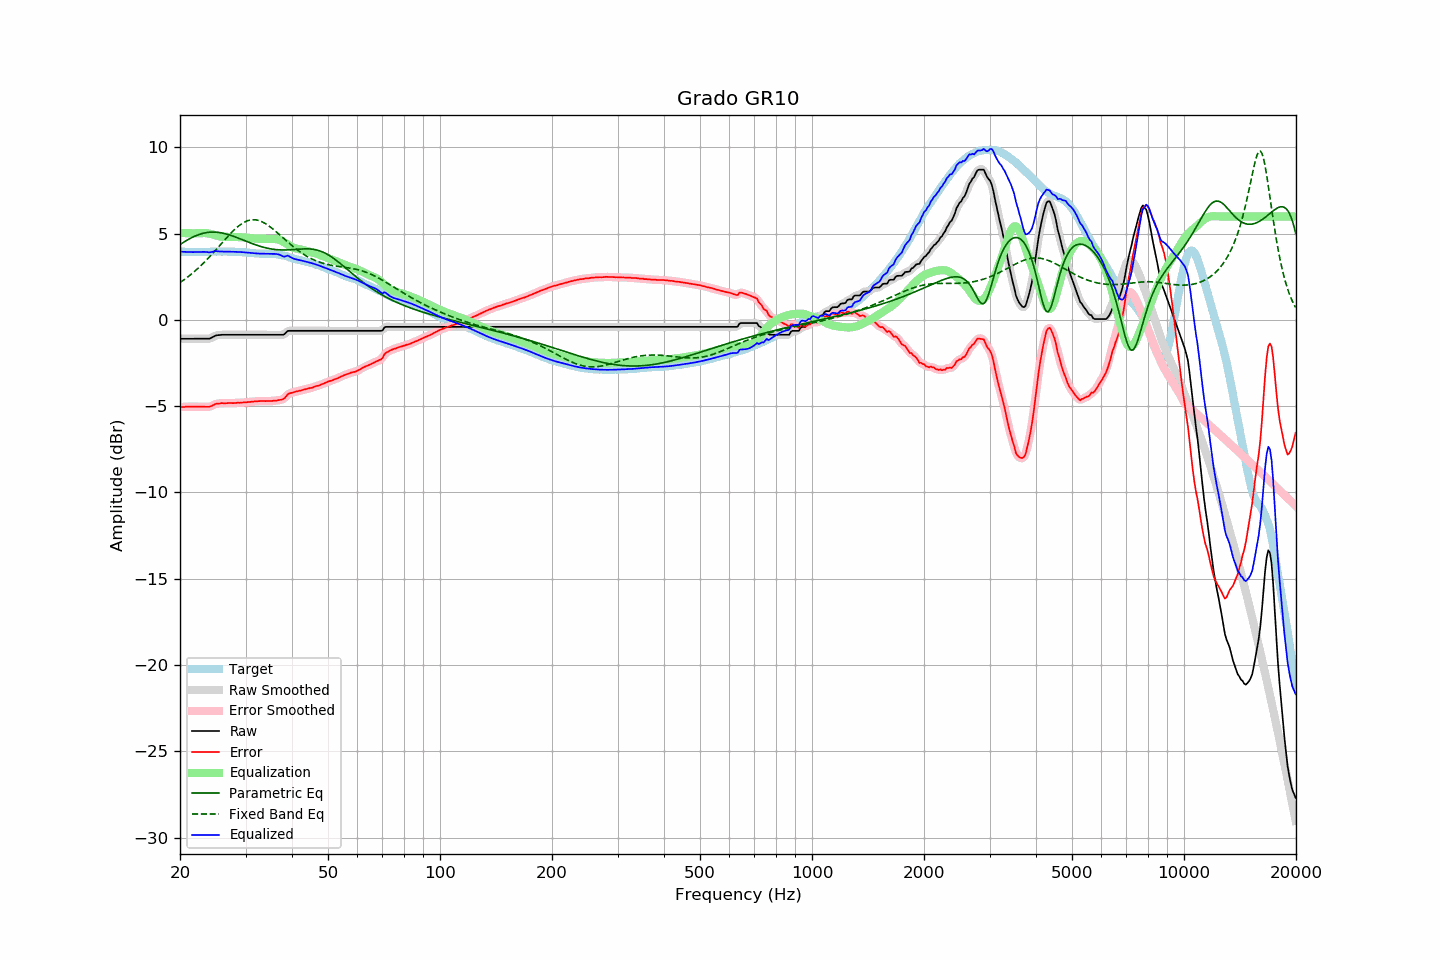 Grado GR10
10
5
0
−5
−10
−15
−20
−25
−30
Amplitude (dBr)
Target
Raw Smoothed
Error Smoothed
Raw
Error
Equalization
Parametric Eq
Fixed Band Eq
Equalized
20 50 100 200 500 1000 2000 5000 10000 20000
Frequency (Hz)